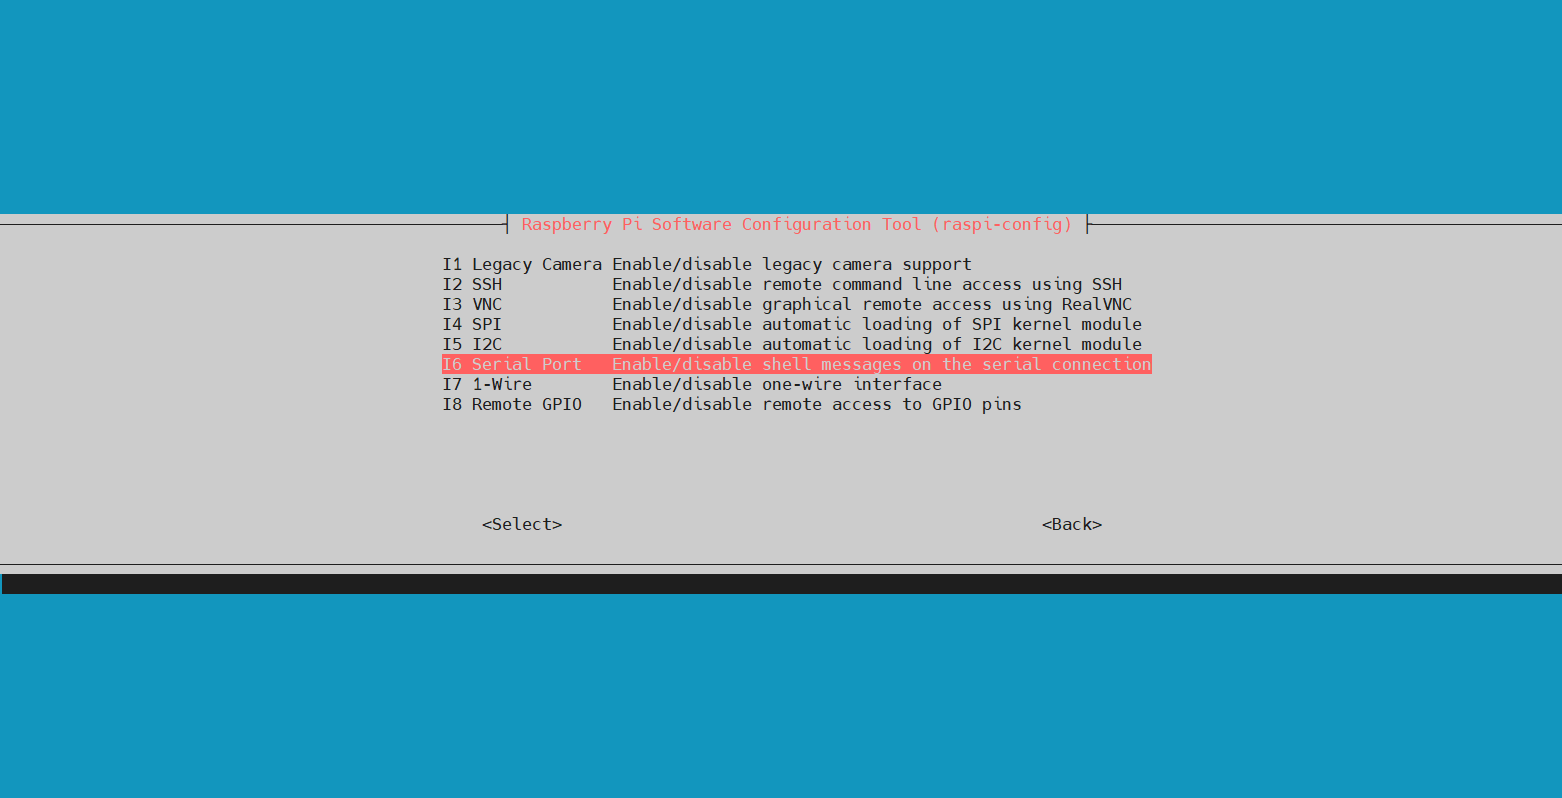 Raspberry Pi Software Configuration Tool (raspi-config)
I1 Legacy Camera Enable/disable legacy camera support
I2 SSH Enable/disable remote command line access using SSH
I3 VNC Enable/disable graphical remote access using RealVNC
I4 SPI Enable/disable automatic loading of SPI kernel module
I5 I2C Enable/disable automatic loading of I2C kernel module
I6 Serial Port Enable/disable shell messages on the serial connection
I7 1-Wire Enable/disable one-wire interface
I8 Remote GPIO Enable/disable remote access to GPIO pins
<Select> <Back>